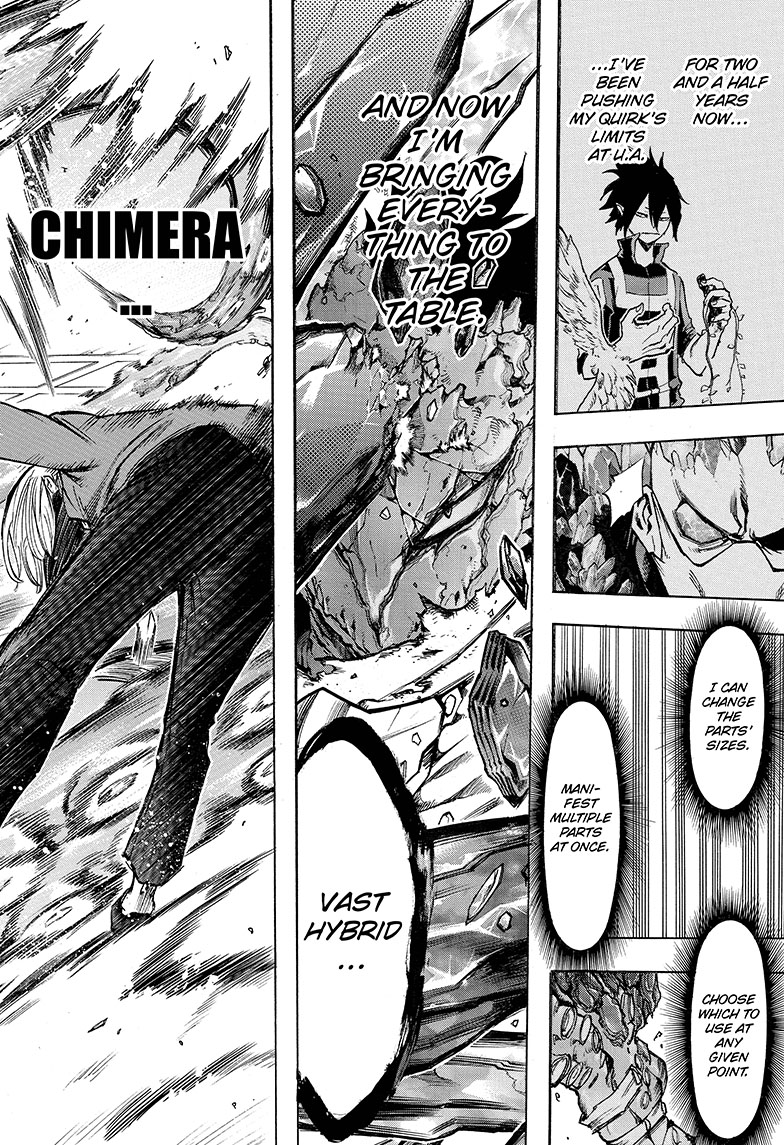 FOR TWO
AND A HALF
YEARS
NOW...
...I'VE
BEEN
PUSHING
MY QUIRK'S
LIMITS
AT U.A.
I CAN
CHANGE
THE
PARTS'
SIZES.
MANI-
FEST
MULTIPLE
PARTS
AT ONCE.
CHOOSE
WHICH TO
USE AT
ANY
GIVEN
POINT.
AND NOW
I'M
BRINGING
EVERY-
THING TO
THE
TABLE.
VAST
HYBRID
...
CHIMERA
...